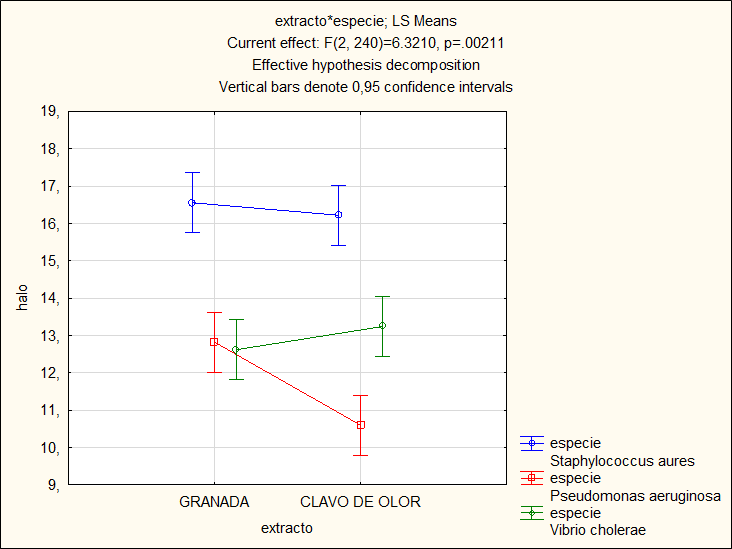 extracto*especie; LS Means
Current effect: F(2, 240)=6.3210, p=.00211
Effective hypothesis decomposition
Vertical bars denote 0,95 confidence intervals
19,
18,
17,
16,
15,
14,
13,
12,
11,
10,
9,
halo
GRANADA CLAVO DE OLOR
extracto
especie
Staphylococcus aures
especie
Pseudomonas aeruginosa
especie
Vibrio cholerae